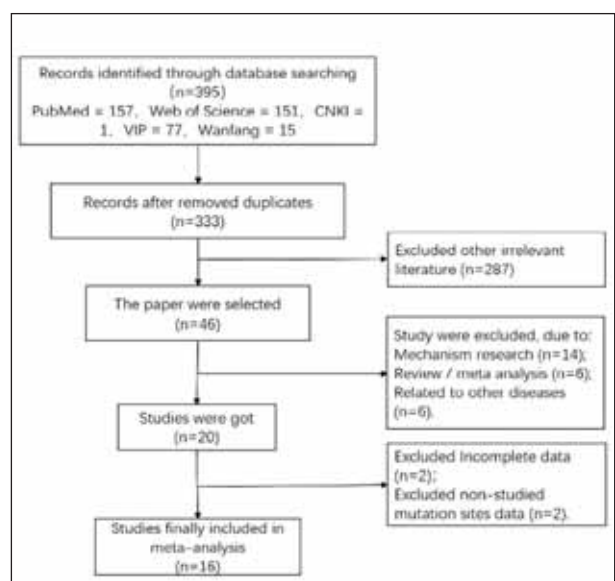 Records identified through database searching
(n=395)
PubMed = 157, Web of Science = 151, CNKI =
1, VIP = 77, Wanfang = 15
Records after removed duplicates
(n=333)
Excluded other irrelevant
literature (n=287)
The paper were selected
(n=46)
Study were excluded, due to:
Mechanism research (n=14);
Review / meta analysis (n=6);
Related to other diseases
(n=6).
Studies were got
(n=20)
Excluded Incomplete data
(n=2);
Excluded non-studied
mutation sites data (n=2).
Studies finally included in
meta-analysis
(n=16)